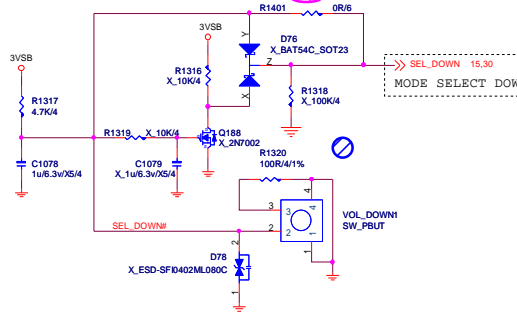 R1401 0R/6
3VSB
D76
X_BAT54C_SOT23
Y
Z
X
3VSB
R1316
X_10K/4
SEL_DOWN 15,30
MODE SELECT DOW
R1317
4.7K/4
R1318
X_100K/4
R1319 X_10K/4
Q188
X_2N7002
C1078
1u/6.3v/X5/4
C1079
X_1u/6.3v/X5/4
R1320
100R/4/1%
4
3
3
4
VOL_DOWN1
SW_PBUT
SEL_DOWN#
2
2
1
2
D78
X_ESD-SFI0402ML080C
1
1